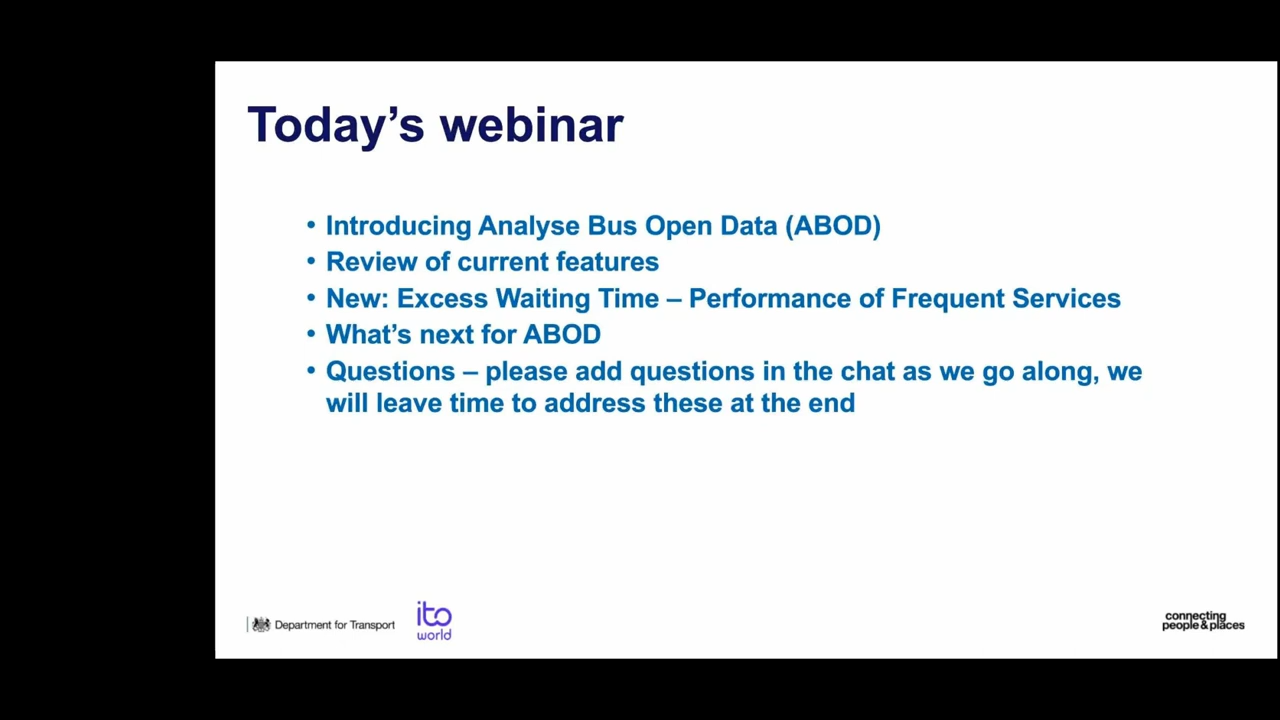 Today’s webinar
• Introducing Analyse Bus Open Data (ABOD)
• Review of current features
• New: Excess Waiting Time – Performance of Frequent Services
• What’s next for ABOD
• Questions – please add questions in the chat as we go along, we
will leave time to address these at the end
Department for Transport
ito
world
connecting
people & places